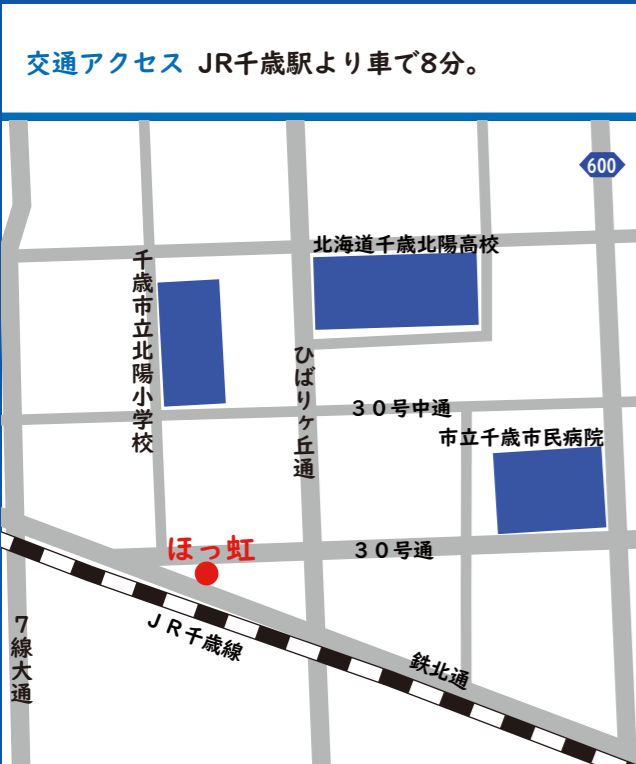 交通アクセス JR千歳駅より車で8分。
600
北海道千歳北陽高校
千歳市立北陽小学校
ひばりヶ丘通
３０号中通
市立千歳市民病院
ほっ虹
３０号通
ＪＲ千歳線
7線大通
鉄北通